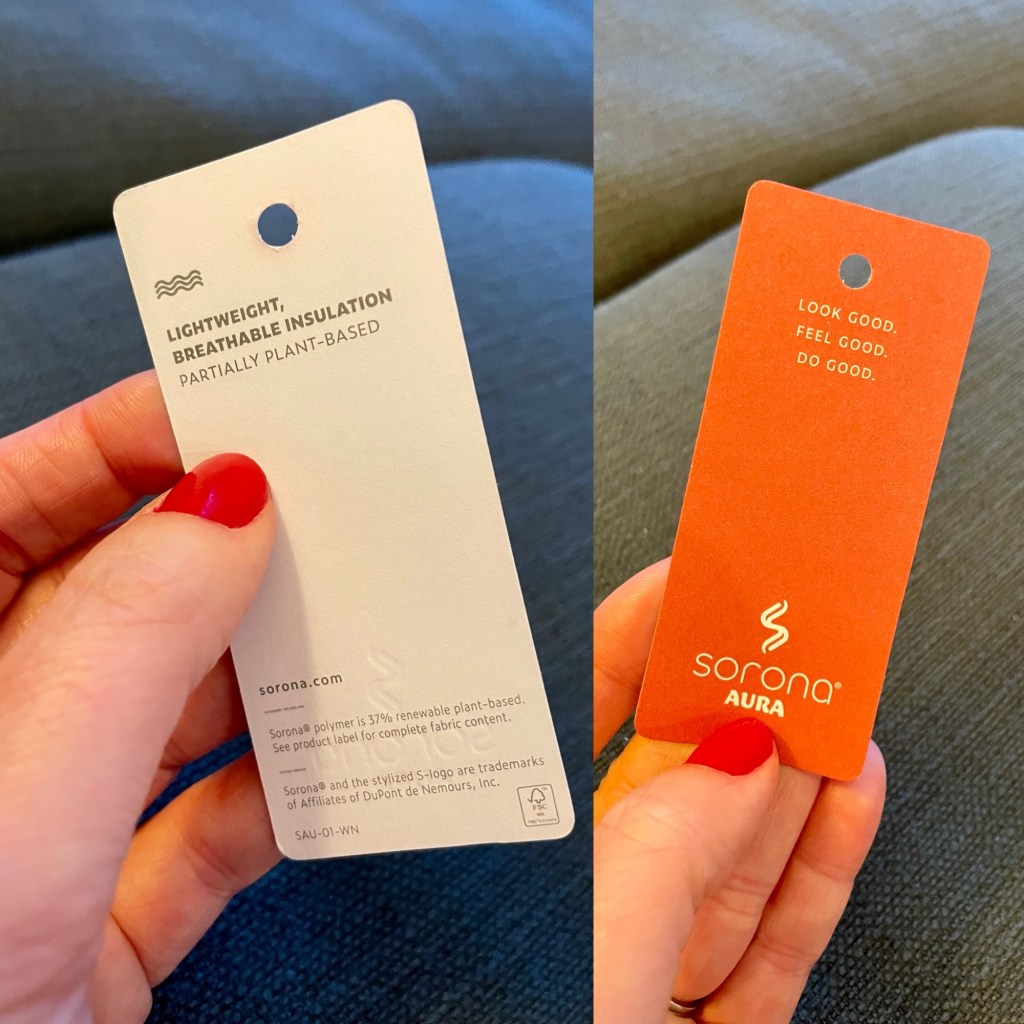 LIGHTWEIGHT,
BREATHABLE INSULATION
PARTIALLY PLANT-BASED
sorona.com
Sorona® polymer is 37% renewable plant-based.
See product label for complete fabric content.
Sorona® and the stylized S-logo are trademarks
of Affiliates of DuPont de Nemours, Inc.
SAU-01-WN
FSC
LOOK GOOD.
FEEL GOOD.
DO GOOD.
sorona®
AURA